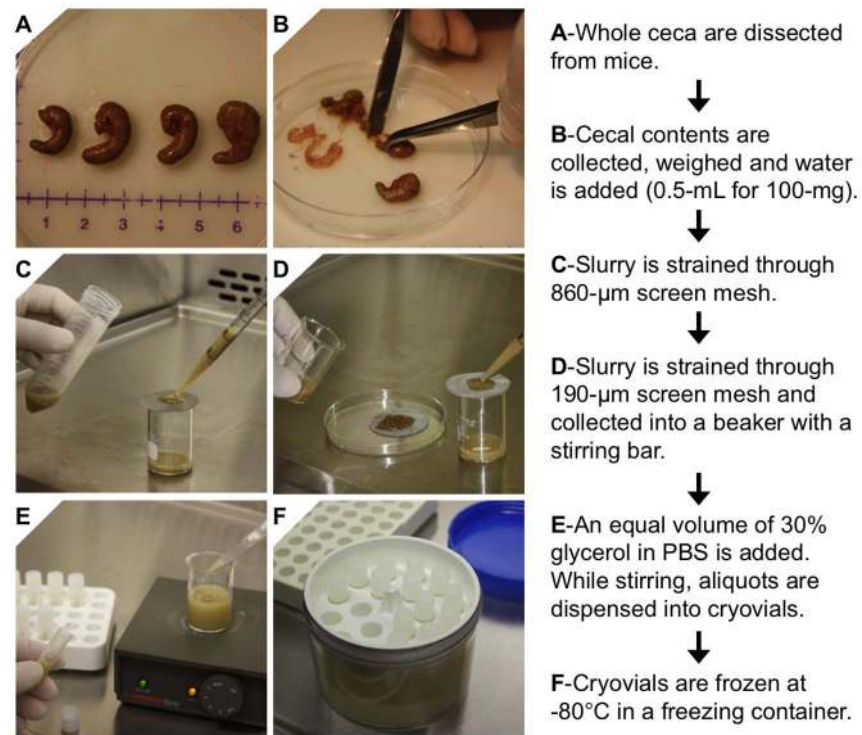 A
B
A-Whole ceca are dissected
from mice.
B-Cecal contents are
collected, weighed and water
is added (0.5-mL for 100-mg).
1 2 3 4 5 6
C
D
C-Slurry is strained through
860-µm screen mesh.
D-Slurry is strained through
190-µm screen mesh and
collected into a beaker with a
stirring bar.
E
F
E-An equal volume of 30%
glycerol in PBS is added.
While stirring, aliquots are
dispensed into cryovials.
F-Cryovials are frozen at
-80°C in a freezing container.